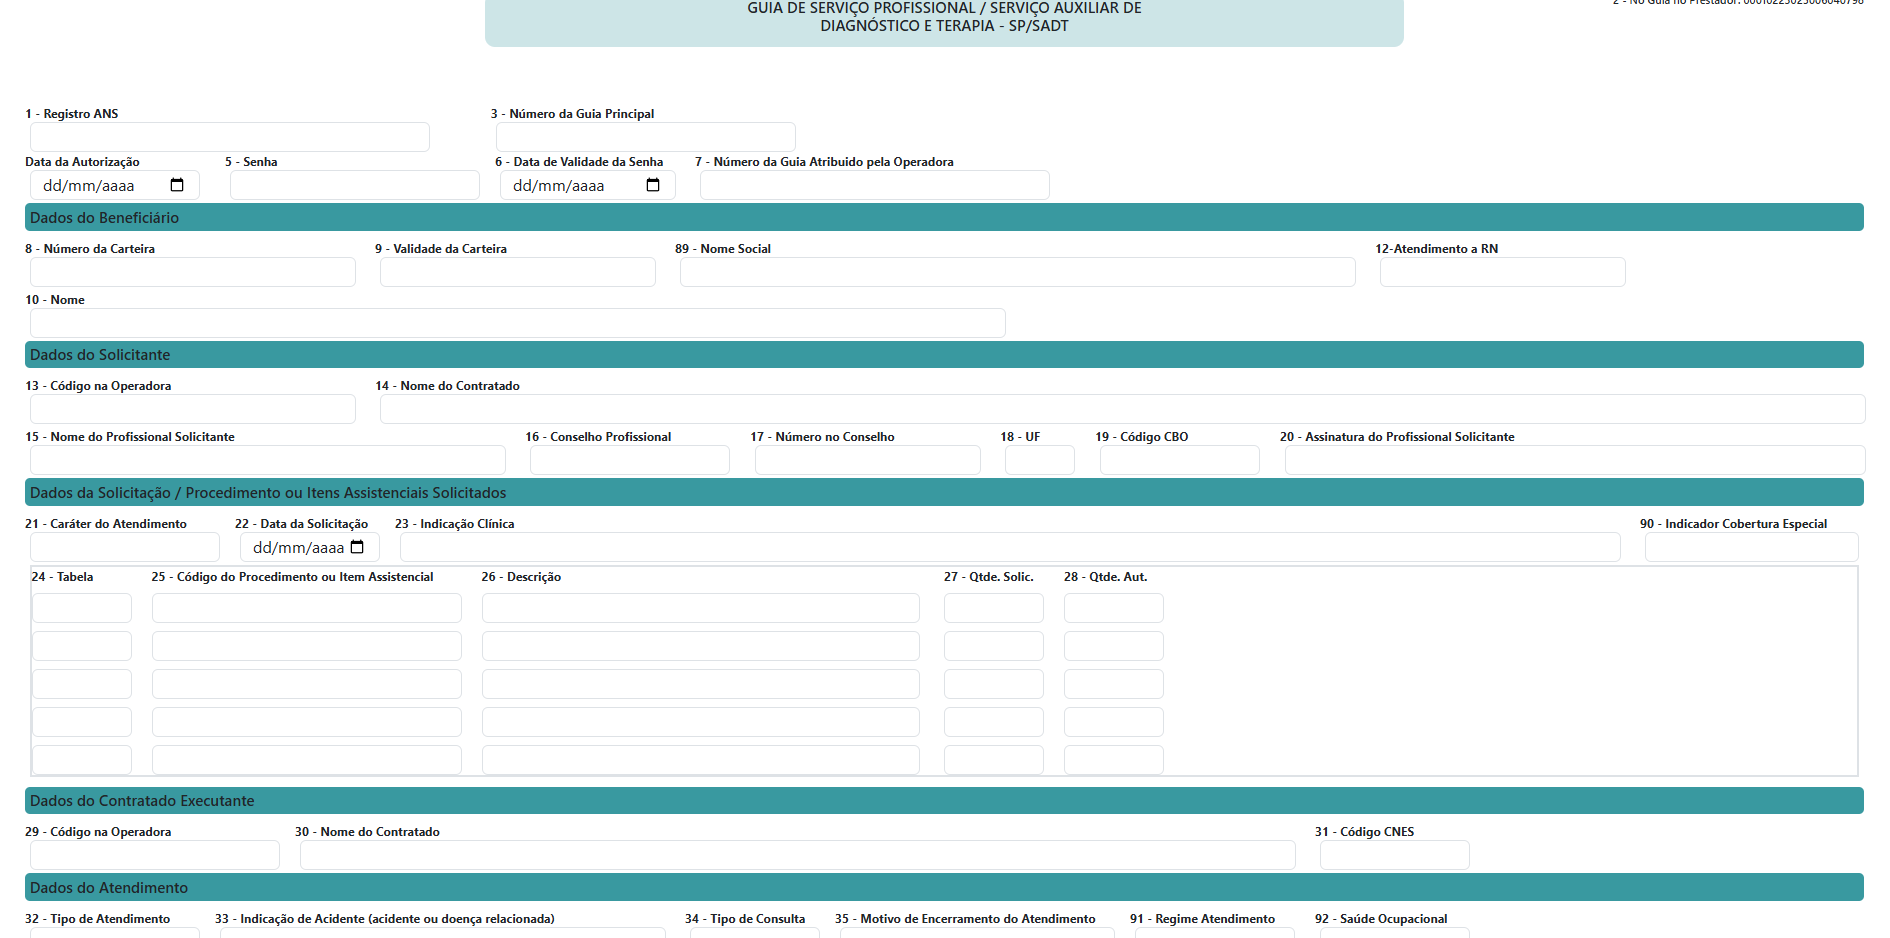 GUIA DE SERVIÇO PROFISSIONAL / SERVIÇO AUXILIAR DE
DIAGNÓSTICO E TERAPIA - SP/SADT
2 - No Guia no Prestador: 00010223025006040798
1 - Registro ANS 3 - Número da Guia Principal
Data da Autorização 5 - Senha 6 - Data de Validade da Senha 7 - Número da Guia Atribuido pela Operadora
dd/mm/aaaa dd/mm/aaaa
Dados do Beneficiário
8 - Número da Carteira 9 - Validade da Carteira 89 - Nome Social 12-Atendimento a RN
10 - Nome
Dados do Solicitante
13 - Código na Operadora 14 - Nome do Contratado
15 - Nome do Profissional Solicitante 16 - Conselho Profissional 17 - Número no Conselho 18 - UF 19 - Código CBO 20 - Assinatura do Profissional Solicitante
Dados da Solicitação / Procedimento ou Itens Assistenciais Solicitados
21 - Caráter do Atendimento 22 - Data da Solicitação 23 - Indicação Clínica 90 - Indicador Cobertura Especial
dd/mm/aaaa
24 - Tabela 25 - Código do Procedimento ou Item Assistencial 26 - Descrição 27 - Qtde. Solic. 28 - Qtde. Aut.
Dados do Contratado Executante
29 - Código na Operadora 30 - Nome do Contratado 31 - Código CNES
Dados do Atendimento
32 - Tipo de Atendimento 33 - Indicação de Acidente (acidente ou doença relacionada) 34 - Tipo de Consulta 35 - Motivo de Encerramento do Atendimento 91 - Regime Atendimento 92 - Saúde Ocupacional